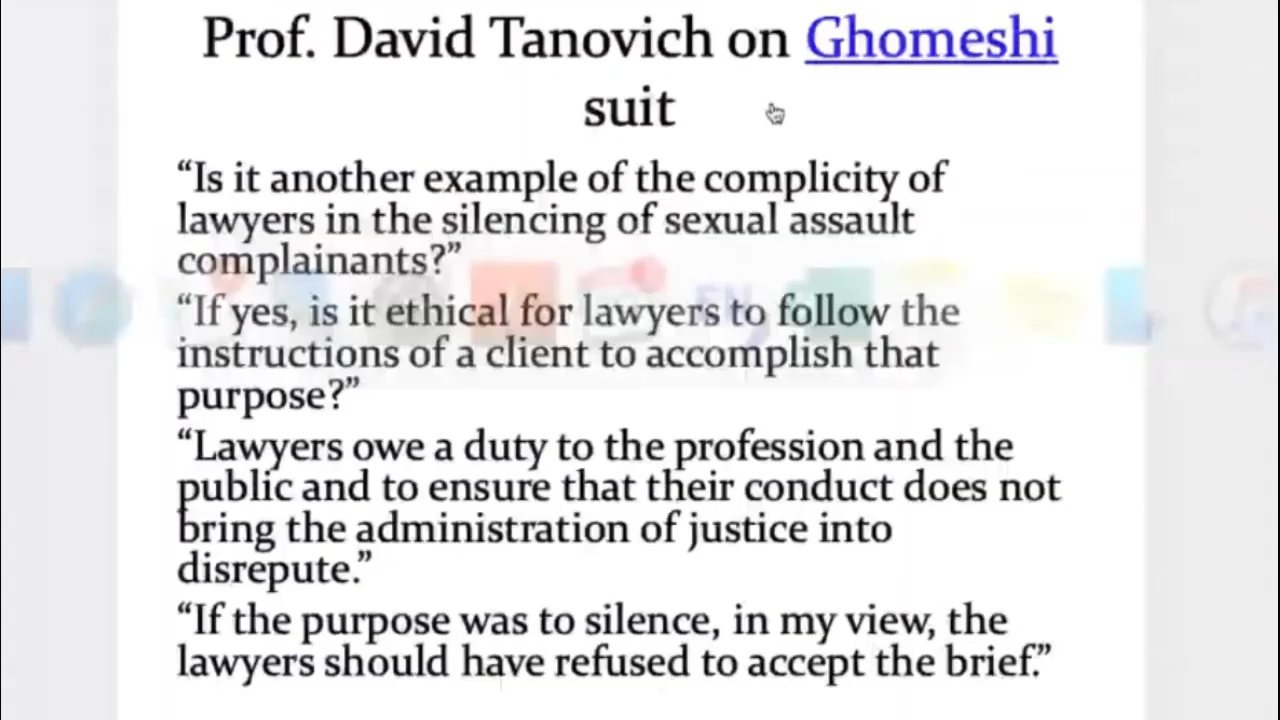 Prof. David Tanovich on Ghomeshi
suit
“Is it another example of the complicity of
lawyers in the silencing of sexual assault
complainants?”
“If yes, is it ethical for lawyers to follow the
instructions of a client to accomplish that
purpose?”
“Lawyers owe a duty to the profession and the
public and to ensure that their conduct does not
bring the administration of justice into
disrepute.”
“If the purpose was to silence, in my view, the
lawyers should have refused to accept the brief.”